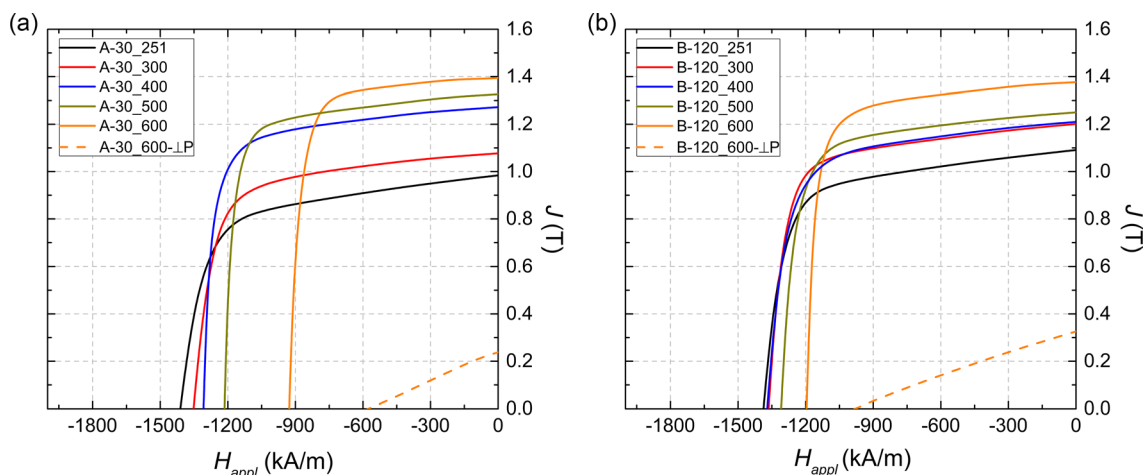 (a)
A-30_251
A-30_300
A-30_400
A-30_500
A-30_600
A-30_600-⊥P
1.6
1.4
1.2
1.0
0.8
0.6
0.4
0.2
0.0
J (T)
-1800 -1500 -1200 -900 -600 -300 0
H_appl (kA/m)
(b)
B-120_251
B-120_300
B-120_400
B-120_500
B-120_600
B-120_600-⊥P
1.6
1.4
1.2
1.0
0.8
0.6
0.4
0.2
0.0
J (T)
-1800 -1500 -1200 -900 -600 -300 0
H_appl (kA/m)